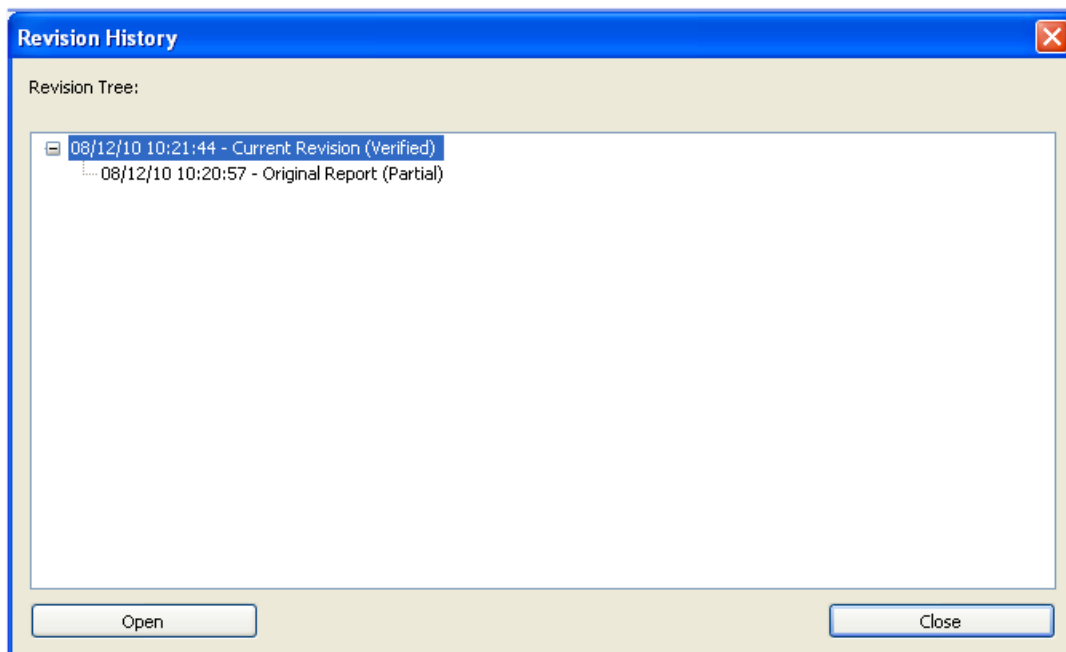 Revision History
Revision Tree:
08/12/10 10:21:44 - Current Revision (Verified)
08/12/10 10:20:57 - Original Report (Partial)
Open
Close